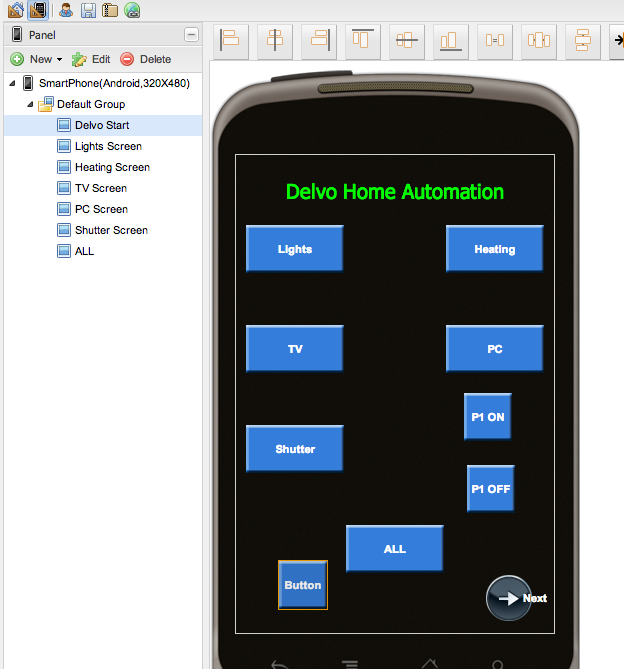 Panel
New Edit Delete
SmartPhone(Android,320X480)
Default Group
Delvo Start
Lights Screen
Heating Screen
TV Screen
PC Screen
Shutter Screen
ALL
Delvo Home Automation
Lights Heating
TV PC
P1 ON
Shutter
P1 OFF
ALL
Button
Next